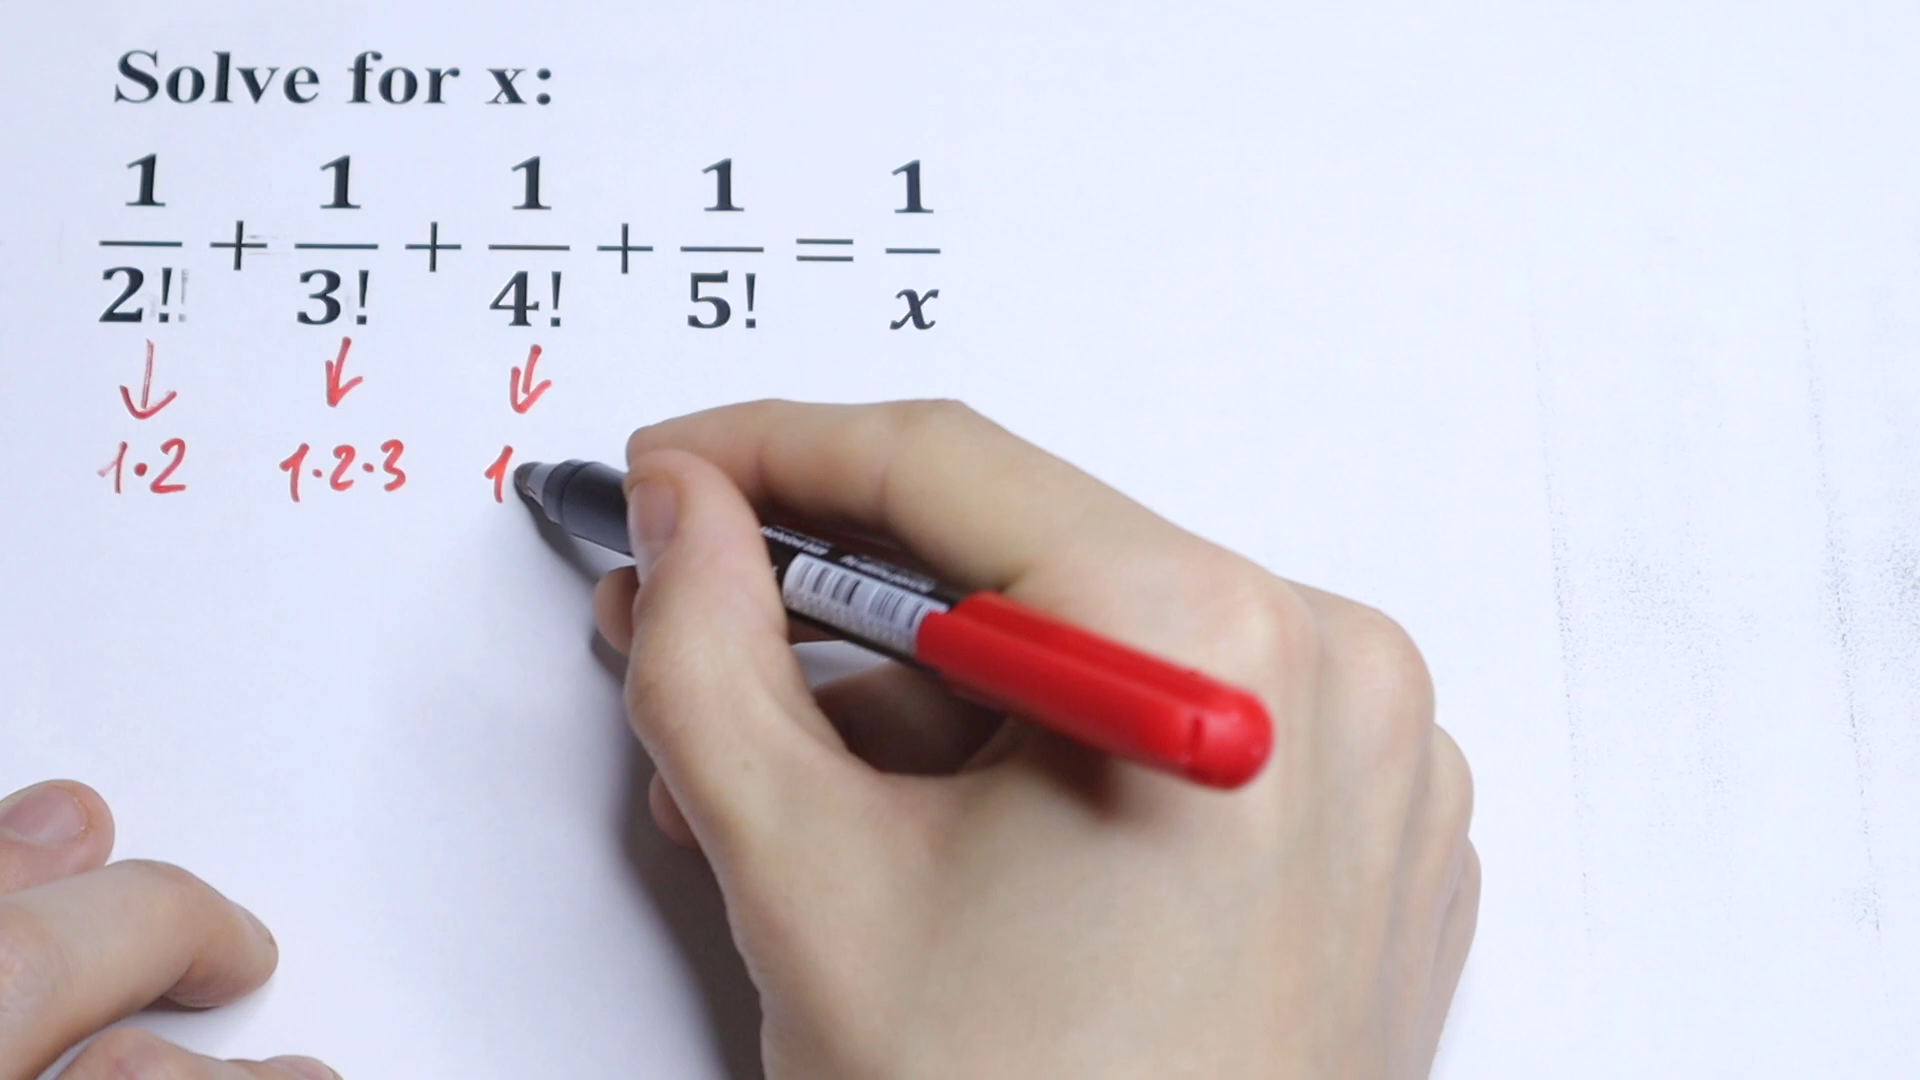 Solve for x:
1/2! + 1/3! + 1/4! + 1/5! = 1/x
1·2 1·2·3 1